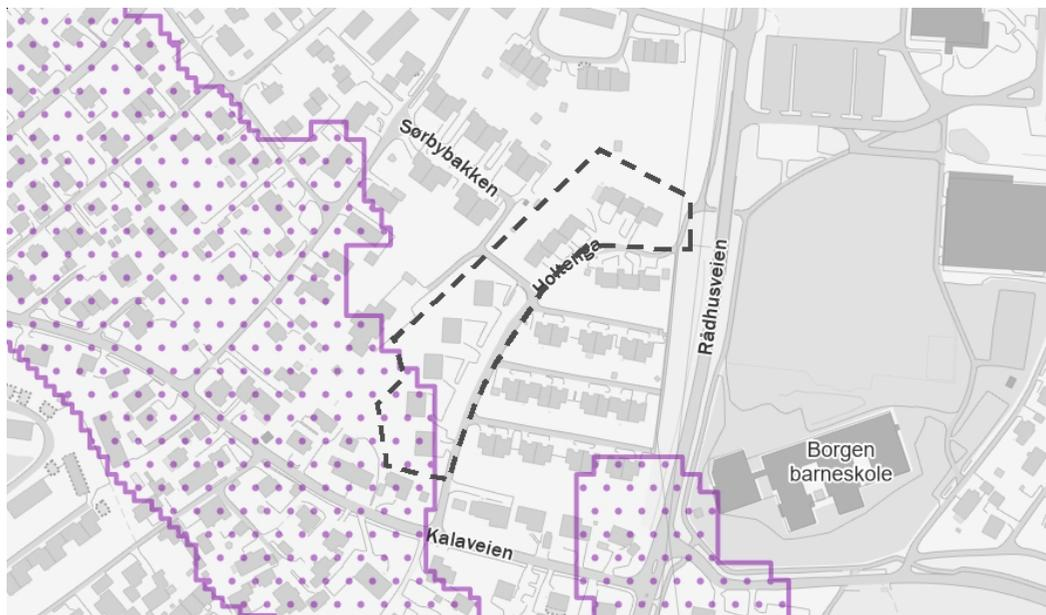 Sørbybakken
Holtenga
Rådhusveien
Borgen
barneskole
Kalaveien